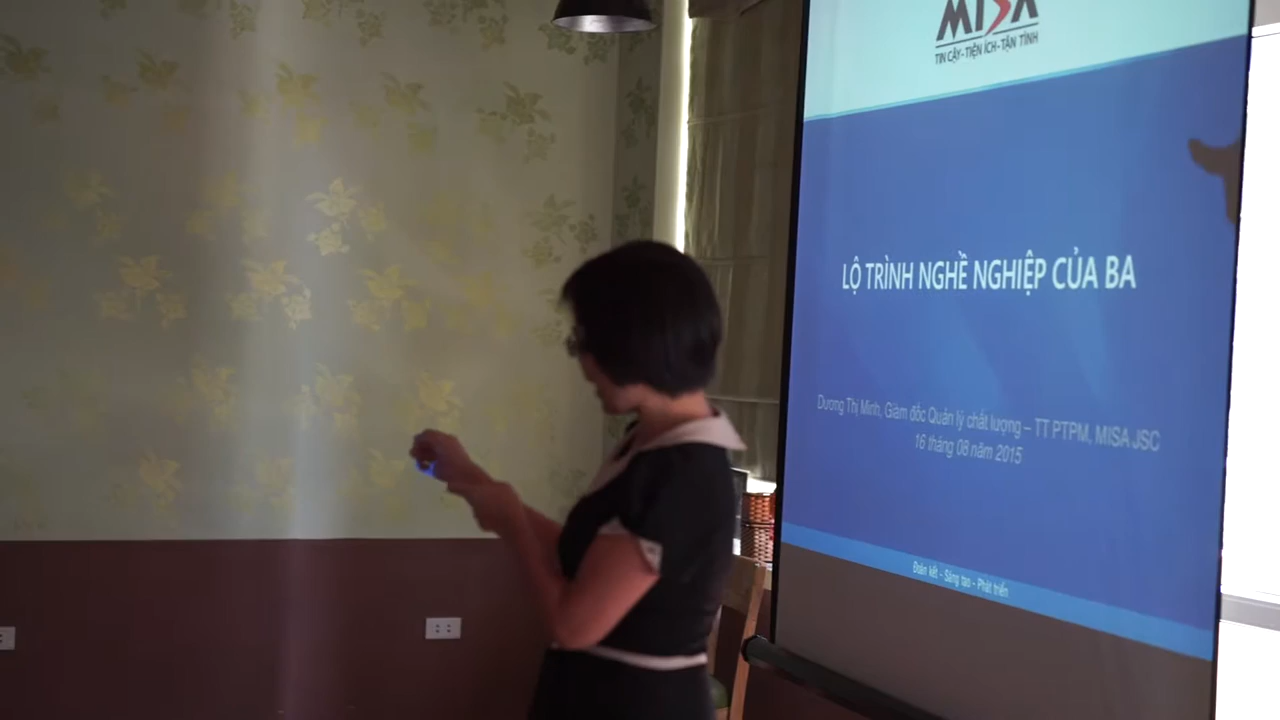 MISA
TIN CẬY-TIỆN ÍCH-TẬN TÌNH
LỘ TRÌNH NGHỀ NGHIỆP CỦA BA
Dương Thị Minh, Giám đốc Quản lý chất lượng – TT PTPM, MISA JSC
16 tháng 08 năm 2015
Đoàn kết - Sáng tạo - Phát triển